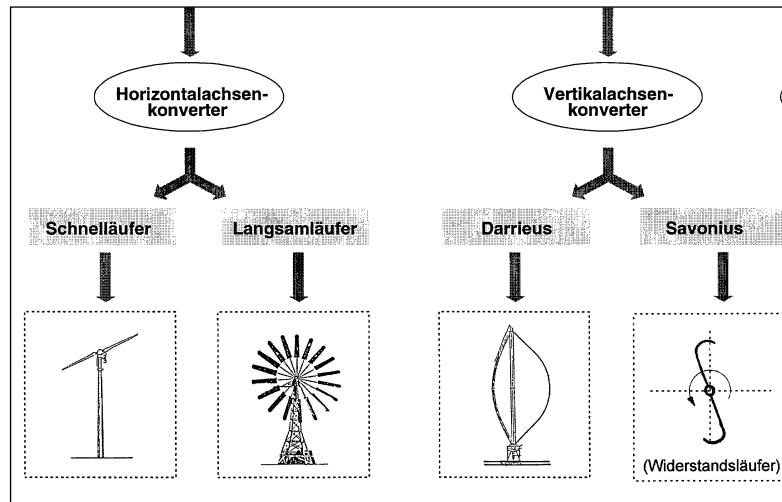 Horizontalachsen-
konverter
Vertikalachsen-
konverter
Schnelläufer
Langsamläufer
Darrieus
Savonius
(Widerstandsläufer)